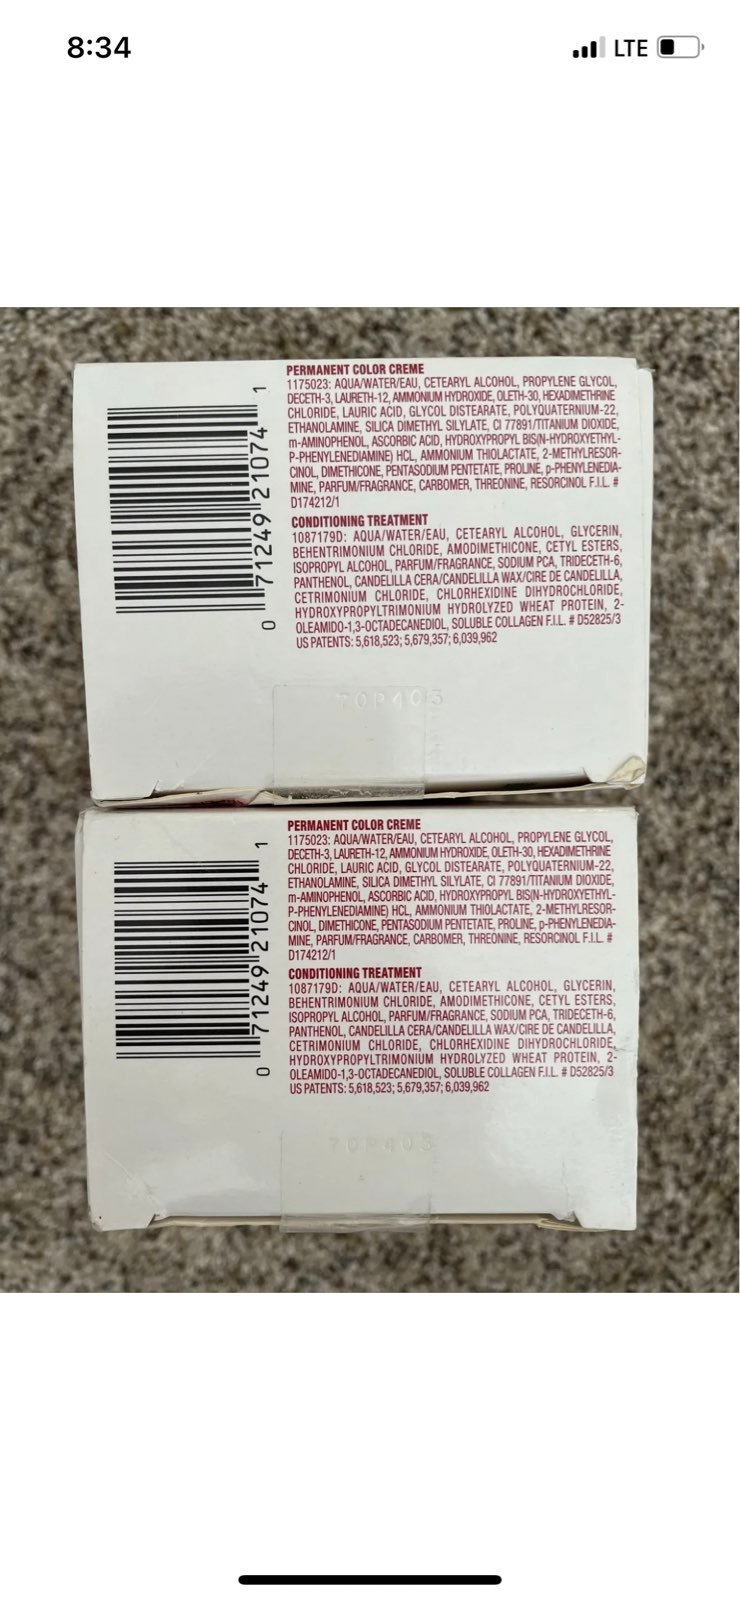 8:34
LTE
PERMANENT COLOR CREME
1175023: AQUA/WATER/EAU, CETEARYL ALCOHOL, PROPYLENE GLYCOL,
DECETH-3, LAURETH-12, AMMONIUM HYDROXIDE, OLETH-30, HEXADIMETHRINE
CHLORIDE, LAURIC ACID, GLYCOL DISTEARATE, POLYQUATERNIUM-22,
ETHANOLAMINE, SILICA DIMETHYL SILYLATE, CI 77891/TITANIUM DIOXIDE,
m-AMINOPHENOL, ASCORBIC ACID, HYDROXYPROPYL BIS(N-HYDROXYETHYL-
P-PHENYLENEDIAMINE) HCL, AMMONIUM THIOLACTATE, 2-METHYLRESOR-
CINOL, DIMETHICONE, PENTASODIUM PENTETATE, PROLINE, p-PHENYLENEDIA-
MINE, PARFUM/FRAGRANCE, CARBOMER, THREONINE, RESORCINOL F.I.L. #
D174212/1
CONDITIONING TREATMENT
1087179D: AQUA/WATER/EAU, CETEARYL ALCOHOL, GLYCERIN,
BEHENTRIMONIUM CHLORIDE, AMODIMETHICONE, CETYL ESTERS,
ISOPROPYL ALCOHOL, PARFUM/FRAGRANCE, SODIUM PCA, TRIDECETH-6,
PANTHENOL, CANDELILLA CERA/CANDELILLA WAX/CIRE DE CANDELILLA,
CETRIMONIUM CHLORIDE, CHLORHEXIDINE DIHYDROCHLORIDE,
HYDROXYPROPYLTRIMONIUM HYDROLYZED WHEAT PROTEIN, 2-
OLEAMIDO-1,3-OCTADECANEDIOL, SOLUBLE COLLAGEN F.I.L. # D52825/3
US PATENTS: 5,618,523; 5,679,357; 6,039,962
0 71249 21074 1
70P403
PERMANENT COLOR CREME
1175023: AQUA/WATER/EAU, CETEARYL ALCOHOL, PROPYLENE GLYCOL,
DECETH-3, LAURETH-12, AMMONIUM HYDROXIDE, OLETH-30, HEXADIMETHRINE
CHLORIDE, LAURIC ACID, GLYCOL DISTEARATE, POLYQUATERNIUM-22,
ETHANOLAMINE, SILICA DIMETHYL SILYLATE, CI 77891/TITANIUM DIOXIDE,
m-AMINOPHENOL, ASCORBIC ACID, HYDROXYPROPYL BIS(N-HYDROXYETHYL-
P-PHENYLENEDIAMINE) HCL, AMMONIUM THIOLACTATE, 2-METHYLRESOR-
CINOL, DIMETHICONE, PENTASODIUM PENTETATE, PROLINE, p-PHENYLENEDIA-
MINE, PARFUM/FRAGRANCE, CARBOMER, THREONINE, RESORCINOL F.I.L. #
D174212/1
CONDITIONING TREATMENT
1087179D: AQUA/WATER/EAU, CETEARYL ALCOHOL, GLYCERIN,
BEHENTRIMONIUM CHLORIDE, AMODIMETHICONE, CETYL ESTERS,
ISOPROPYL ALCOHOL, PARFUM/FRAGRANCE, SODIUM PCA, TRIDECETH-6,
PANTHENOL, CANDELILLA CERA/CANDELILLA WAX/CIRE DE CANDELILLA,
CETRIMONIUM CHLORIDE, CHLORHEXIDINE DIHYDROCHLORIDE,
HYDROXYPROPYLTRIMONIUM HYDROLYZED WHEAT PROTEIN, 2-
OLEAMIDO-1,3-OCTADECANEDIOL, SOLUBLE COLLAGEN F.I.L. # D52825/3
US PATENTS: 5,618,523; 5,679,357; 6,039,962
0 71249 21074 1
70P403